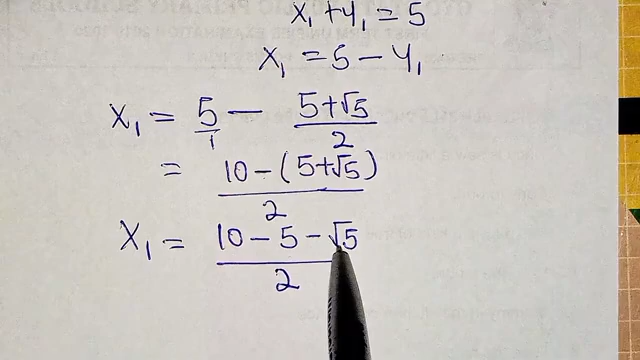 x₁ + y₁ = 5
x₁ = 5 − y₁
x₁ = 5/1 − (5+√5)/2
= (10 − (5+√5))/2
x₁ = (10 − 5 − √5)/2